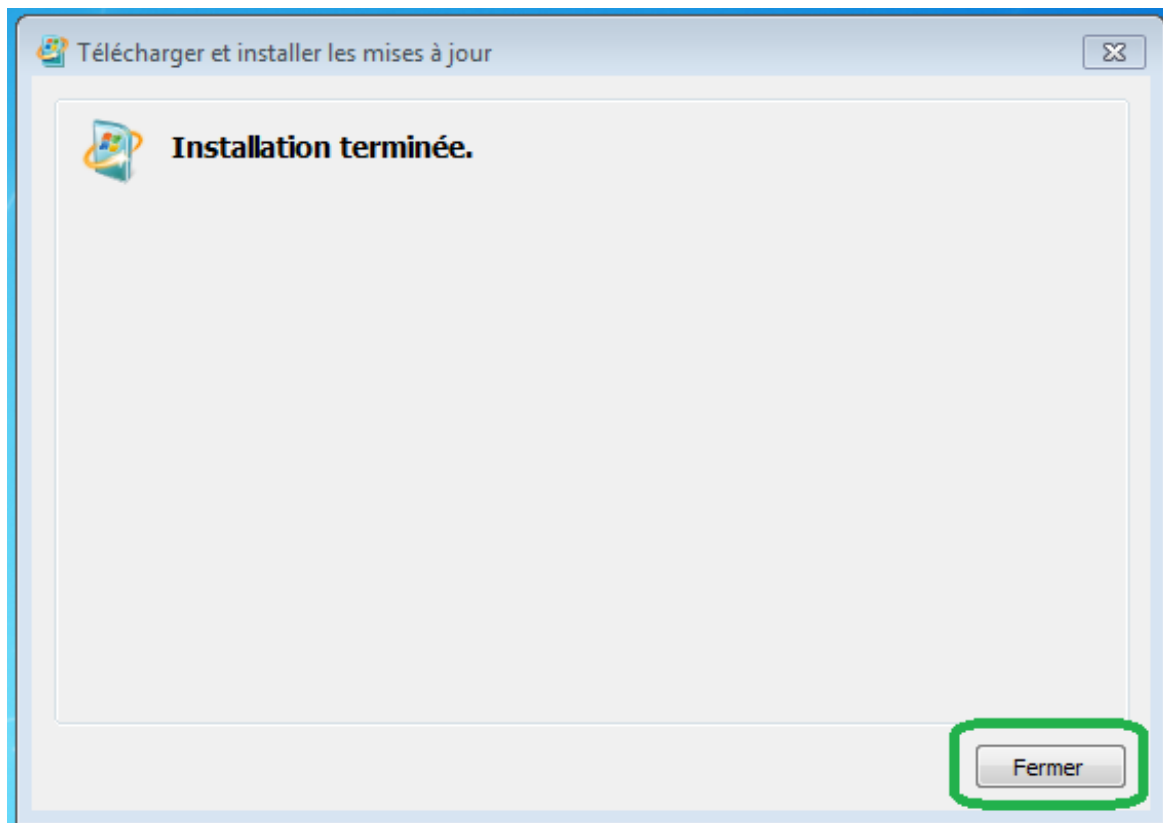 Télécharger et installer les mises à jour
Installation terminée.
Fermer